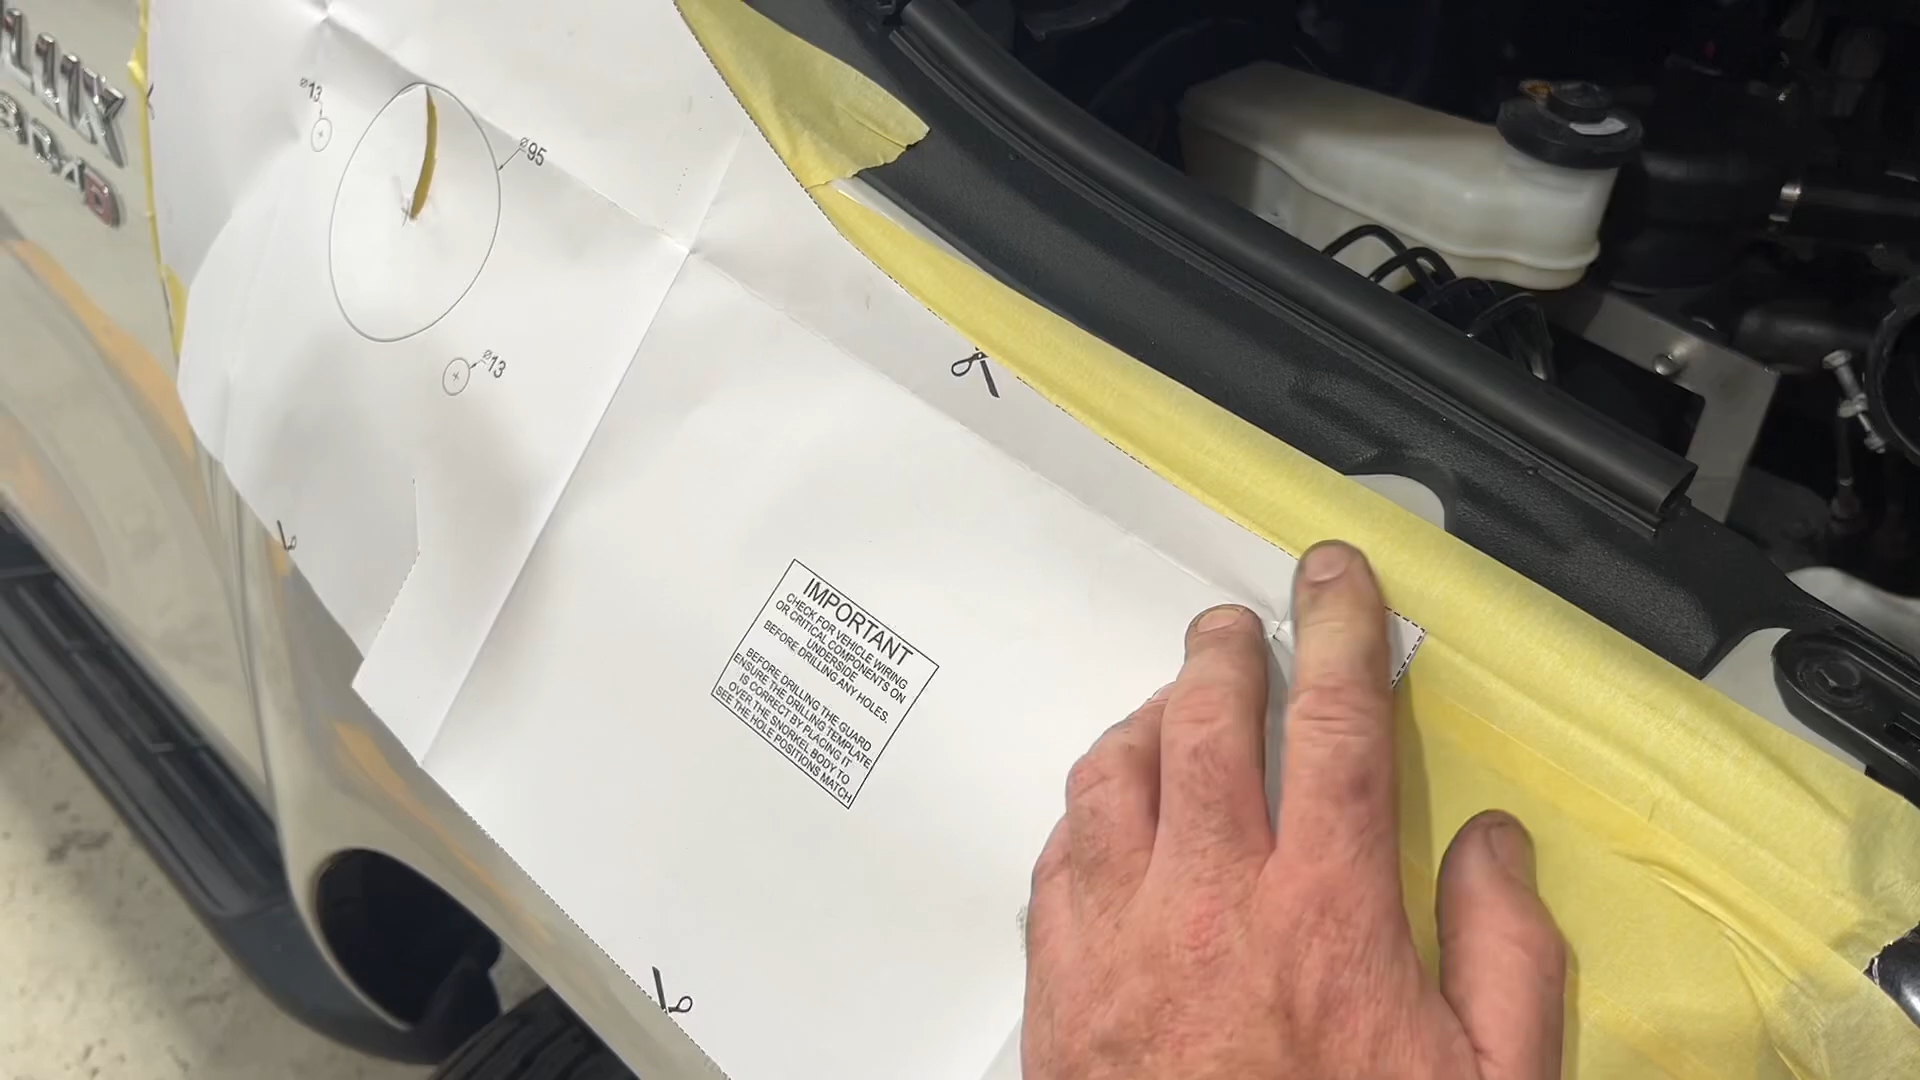 Ø13
Ø95
Ø13
IMPORTANT
CHECK FOR VEHICLE WIRING
OR CRITICAL COMPONENTS ON
UNDERSIDE
BEFORE DRILLING ANY HOLES.
BEFORE DRILLING THE GUARD
ENSURE THE DRILLING TEMPLATE
IS CORRECT BY PLACING IT
OVER THE SNORKEL BODY TO
SEE THE HOLE POSITIONS MATCH